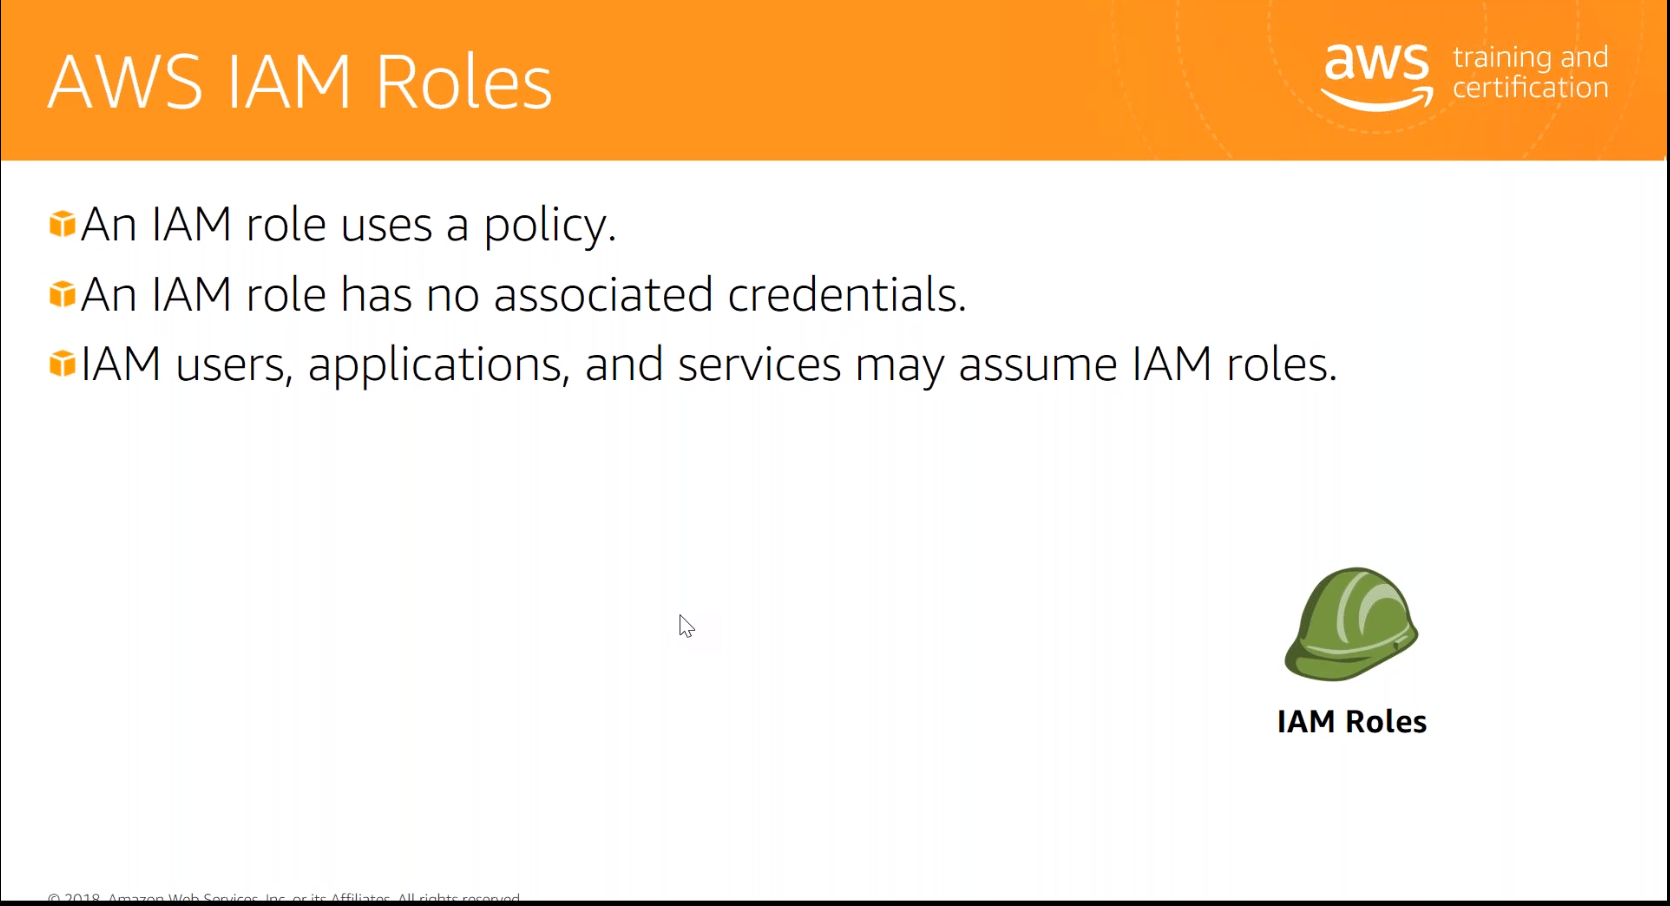 AWS IAM Roles
aws training and
certification
An IAM role uses a policy.
An IAM role has no associated credentials.
IAM users, applications, and services may assume IAM roles.
IAM Roles
© 2018, Amazon Web Services, Inc. or its Affiliates. All rights reserved.